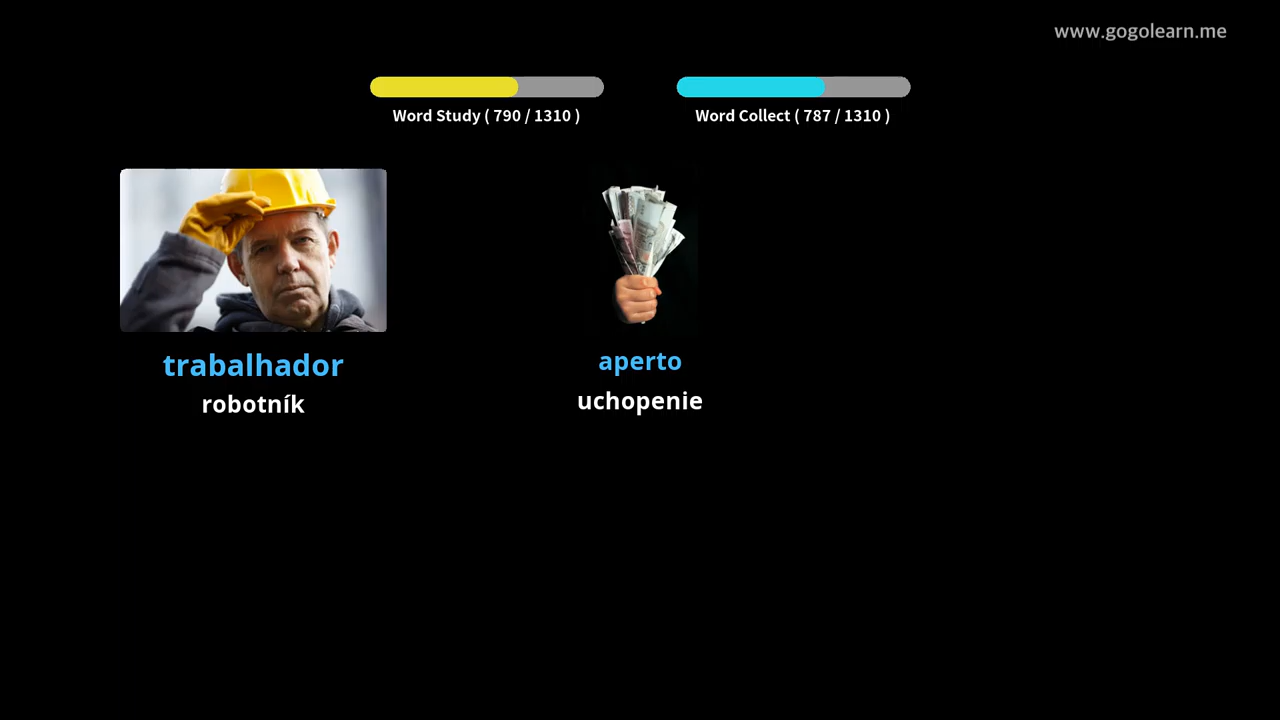 www.gogolearn.me
Word Study ( 790 / 1310 )
Word Collect ( 787 / 1310 )
trabalhador
robotník
aperto
uchopenie